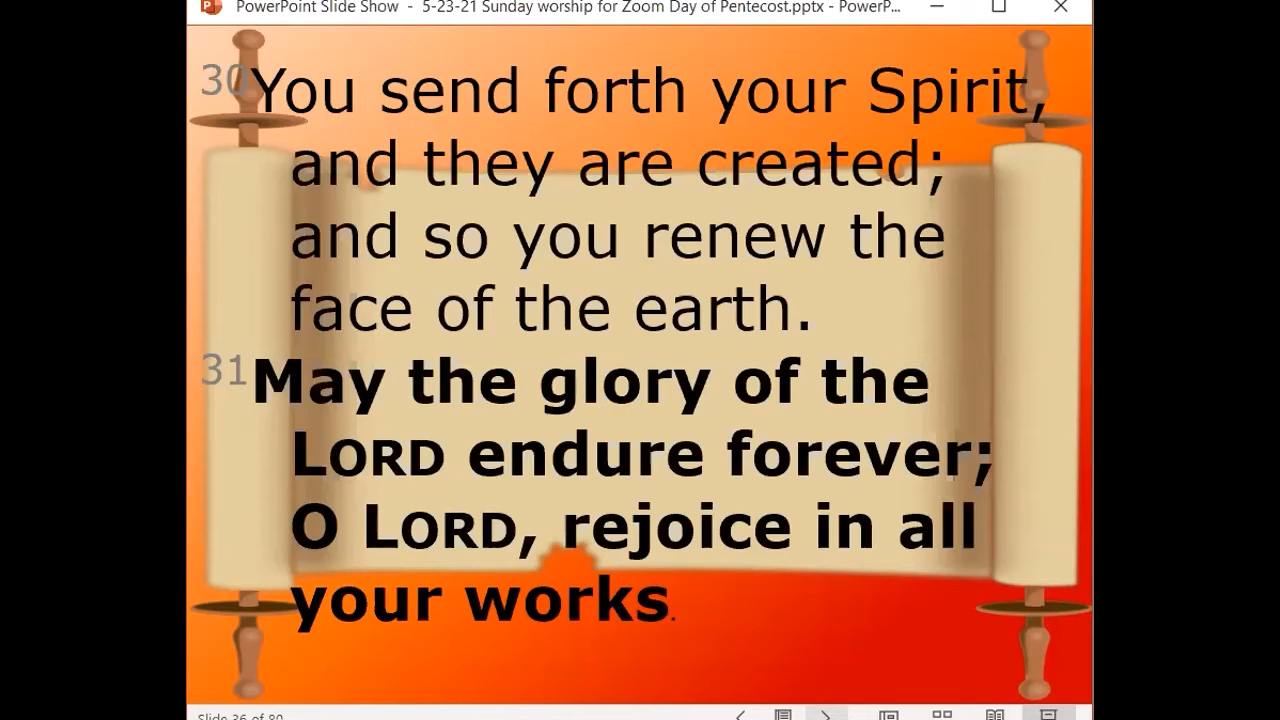 PowerPoint Slide Show - 5-23-21 Sunday worship for Zoom Day of Pentecost.pptx - PowerP...
30You send forth your Spirit,
and they are created;
and so you renew the
face of the earth.
31May the glory of the
LORD endure forever;
O LORD, rejoice in all
your works.
Slide 36 of 80